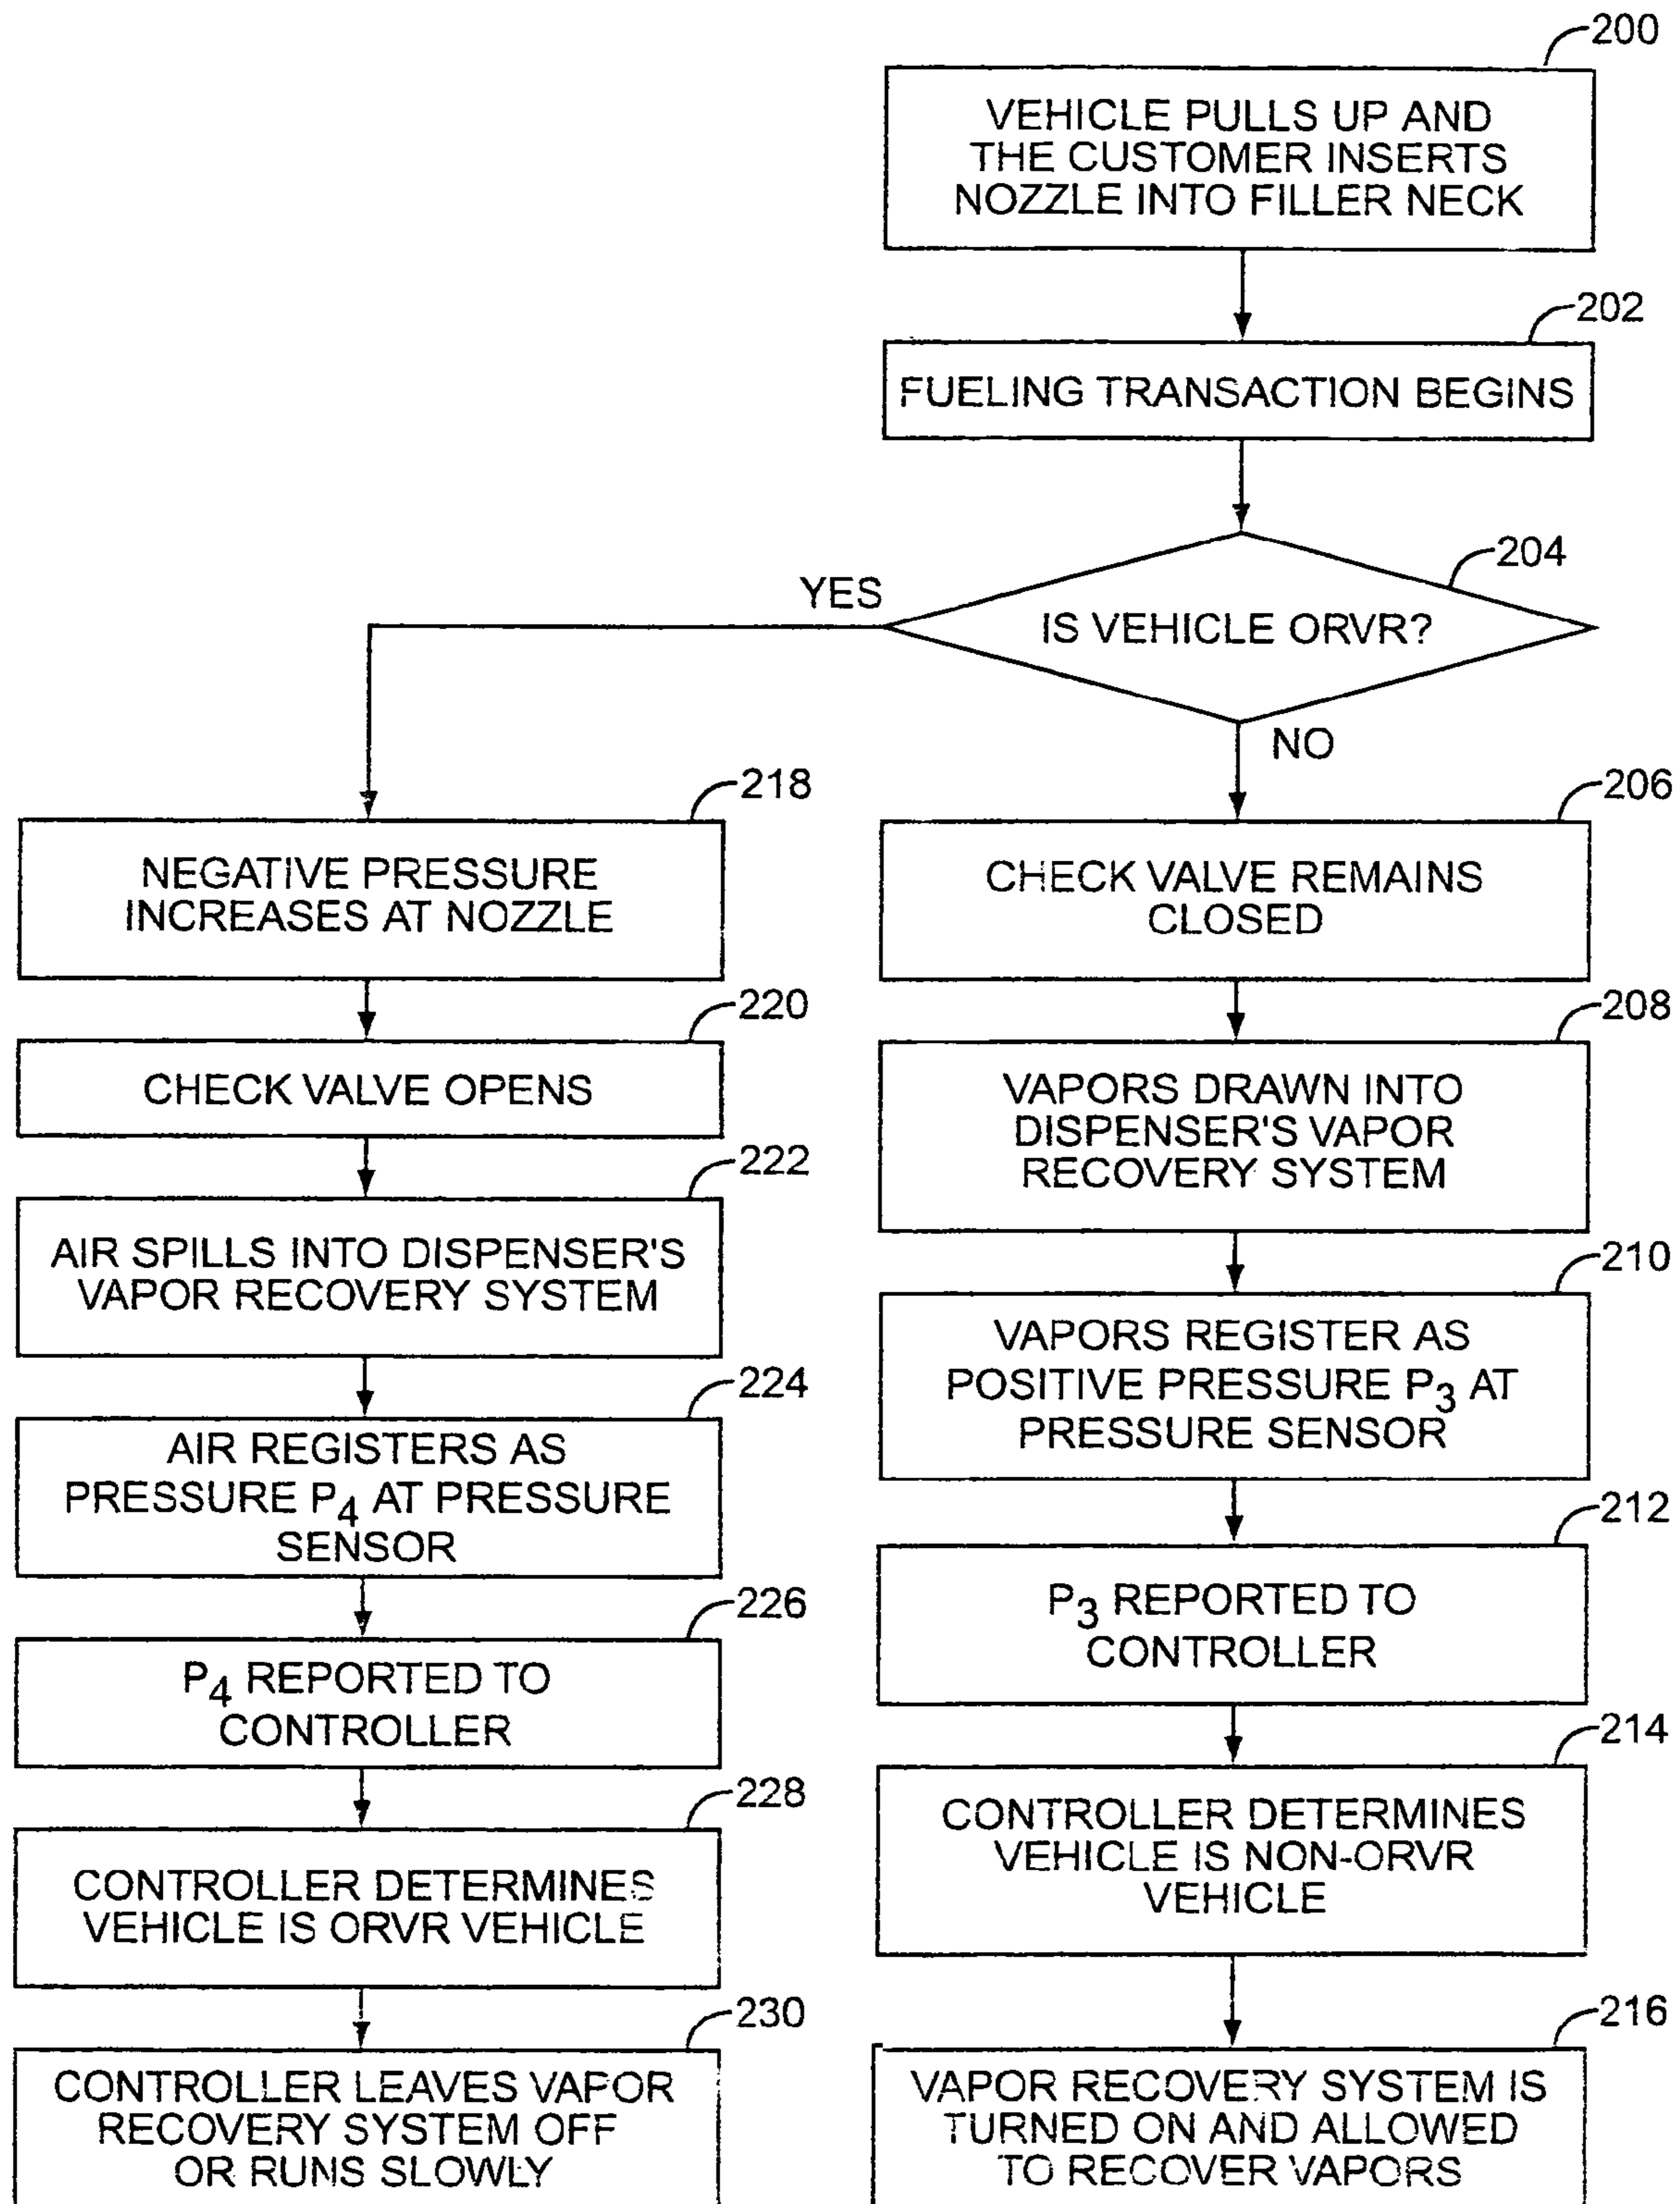 200
VEHICLE PULLS UP AND
THE CUSTOMER INSERTS
NOZZLE INTO FILLER NECK
202
FUELING TRANSACTION BEGINS
204
IS VEHICLE ORVR?
YES
NO
218
NEGATIVE PRESSURE
INCREASES AT NOZZLE
220
CHECK VALVE OPENS
222
AIR SPILLS INTO DISPENSER'S
VAPOR RECOVERY SYSTEM
224
AIR REGISTERS AS
PRESSURE P4 AT PRESSURE
SENSOR
226
P4 REPORTED TO
CONTROLLER
228
CONTROLLER DETERMINES
VEHICLE IS ORVR VEHICLE
230
CONTROLLER LEAVES VAPOR
RECOVERY SYSTEM OFF
OR RUNS SLOWLY
206
CHECK VALVE REMAINS
CLOSED
208
VAPORS DRAWN INTO
DISPENSER'S VAPOR
RECOVERY SYSTEM
210
VAPORS REGISTER AS
POSITIVE PRESSURE P3 AT
PRESSURE SENSOR
212
P3 REPORTED TO
CONTROLLER
214
CONTROLLER DETERMINES
VEHICLE IS NON-ORVR
VEHICLE
216
VAPOR RECOVERY SYSTEM IS
TURNED ON AND ALLOWED
TO RECOVER VAPORS